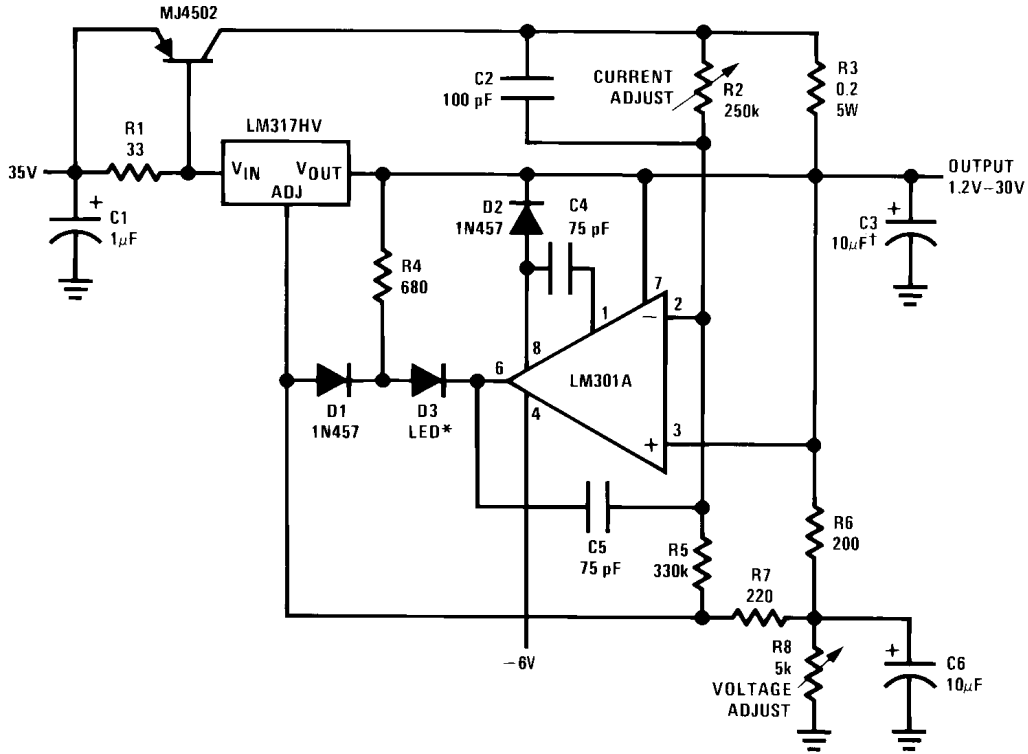 MJ4502
C2
100 pF
CURRENT
ADJUST
R2
250k
R3
0.2
5W
R1
33
LM317HV
VIN
VOUT
ADJ
35V
OUTPUT
1.2V–30V
+
C1
1μF
D2
1N457
C4
75 pF
+
C3
10μF†
R4
680
7
2
1
−
8
6
LM301A
D1
1N457
D3
LED*
4
3
+
C5
75 pF
R5
330k
R6
200
R7
220
−6V
R8
5k
VOLTAGE
ADJUST
+
C6
10μF